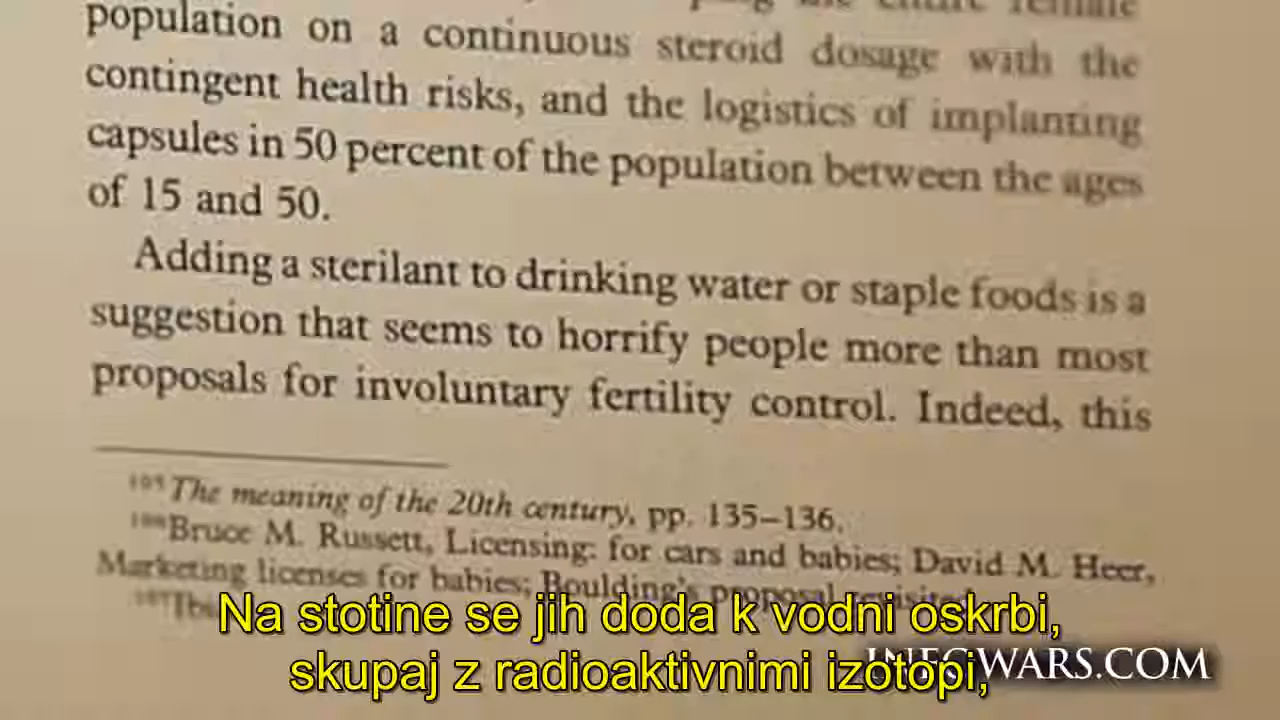 population on a continuous steroid dosage with the
contingent health risks, and the logistics of implanting
capsules in 50 percent of the population between the ages
of 15 and 50.
Adding a sterilant to drinking water or staple foods is a
suggestion that seems to horrify people more than most
proposals for involuntary fertility control. Indeed, this
105 The meaning of the 20th century, pp. 135–136.
106 Bruce M. Russett, Licensing: for cars and babies; David M. Heer,
Marketing licenses for babies; Boulding's proposal revisited
Na stotine se jih doda k vodni oskrbi,
skupaj z radioaktivnimi izotopi,
INFOWARS.COM